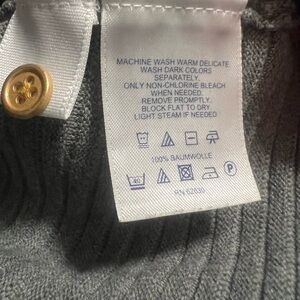 MACHINE WASH WARM DELICATE
WASH DARK COLORS
SEPARATELY.
ONLY NON-CHLORINE BLEACH
WHEN NEEDED.
REMOVE PROMPTLY.
BLOCK FLAT TO DRY.
LIGHT STEAM IF NEEDED
100% BAUMWOLLE
40 P
RN 62830